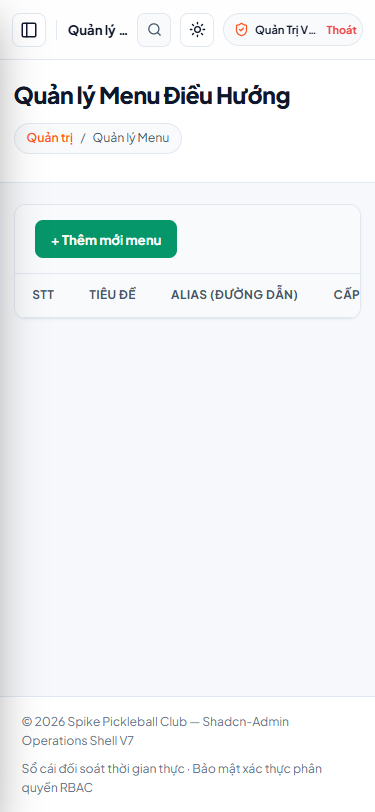 Quản lý ...
Quản Trị V...
Thoát
Quản lý Menu Điều Hướng
Quản trị / Quản lý Menu
+ Thêm mới menu
STT TIÊU ĐỀ ALIAS (ĐƯỜNG DẪN) CẤP
© 2026 Spike Pickleball Club — Shadcn-Admin
Operations Shell V7
Sổ cái đối soát thời gian thực · Bảo mật xác thực phân
quyền RBAC